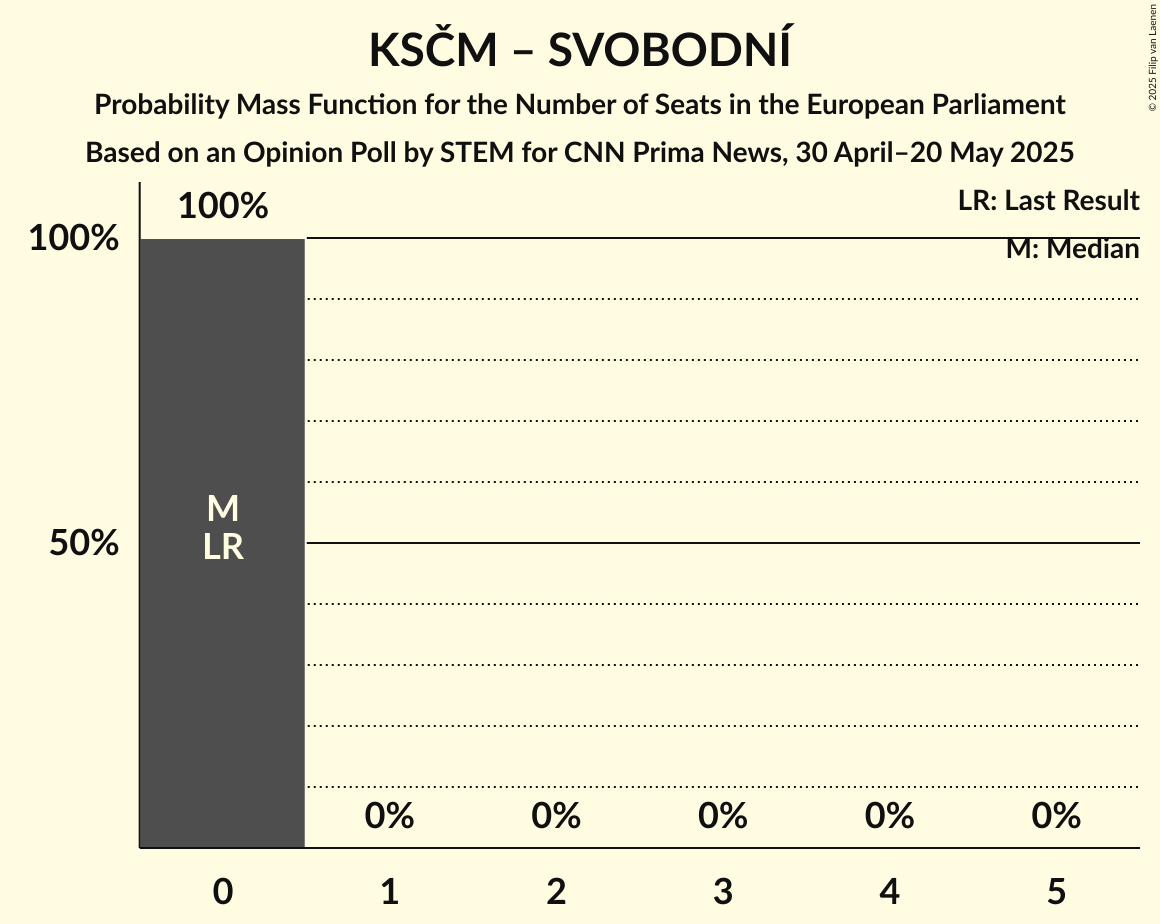 KSČM – SVOBODNÍ
Probability Mass Function for the Number of Seats in the European Parliament
Based on an Opinion Poll by STEM for CNN Prima News, 30 April–20 May 2025
© 2025 Filip van Laenen
LR: Last Result
M: Median
100%
100%
50%
M
LR
0%
0%
0%
0%
0%
0
1
2
3
4
5